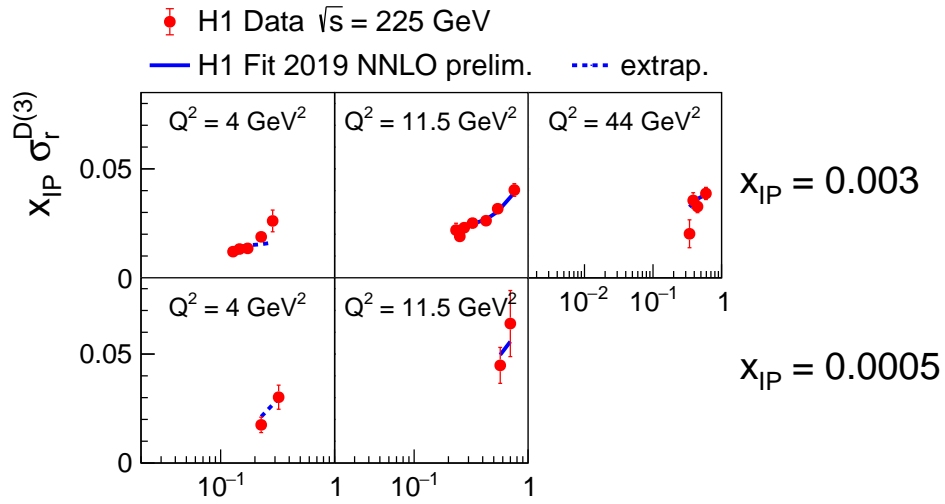 H1 Data √s = 225 GeV
H1 Fit 2019 NNLO prelim. extrap.
x_IP σ_r^D(3)
Q² = 4 GeV² Q² = 11.5 GeV² Q² = 44 GeV²
0.05
x_IP = 0.003
0
10⁻² 10⁻¹ 1
Q² = 4 GeV² Q² = 11.5 GeV²
0.05
x_IP = 0.0005
0
10⁻¹ 1 10⁻¹ 1